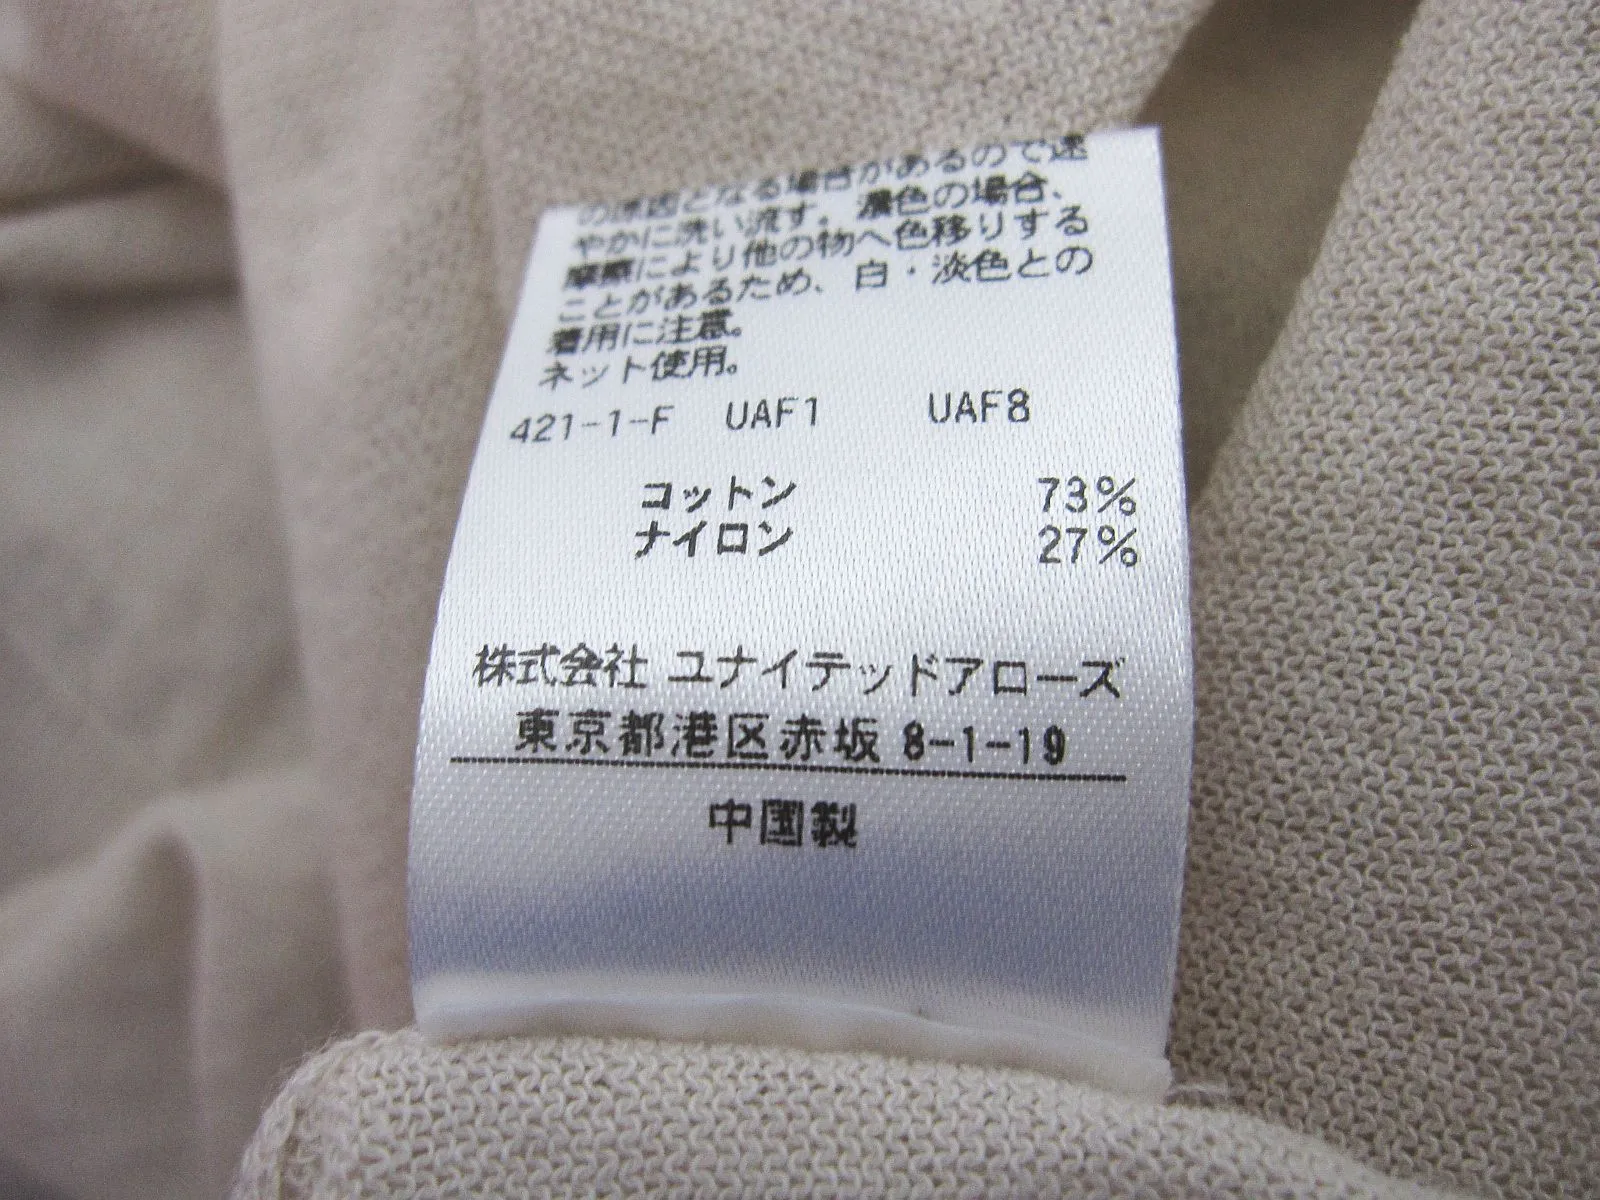 の原因となる場合があるので速
やかに洗い流す。濃色の場合、
摩擦により他の物へ色移りする
ことがあるため、白・淡色との
着用に注意。
ネット使用。
421-1-F UAF1 UAF8
コットン 73%
ナイロン 27%
株式会社 ユナイテッドアローズ
東京都港区赤坂 8-1-19
中国製